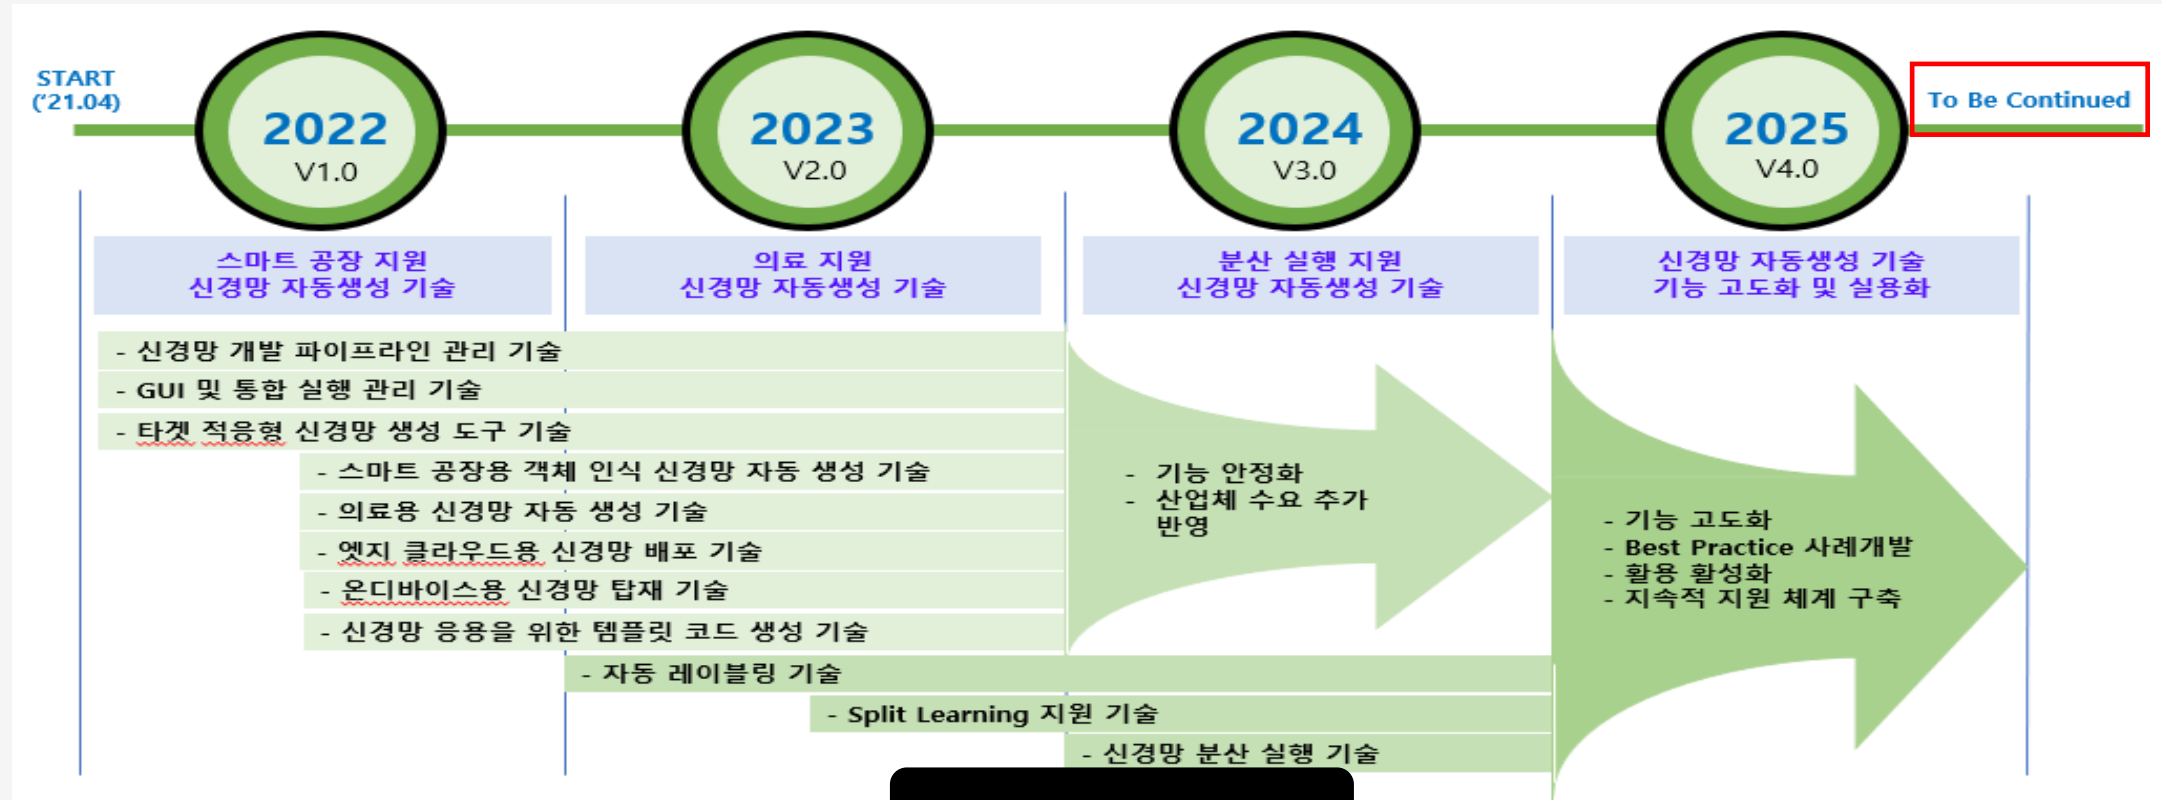 START
('21.04)
2022
V1.0
2023
V2.0
2024
V3.0
2025
V4.0
To Be Continued
스마트 공장 지원
신경망 자동생성 기술
의료 지원
신경망 자동생성 기술
분산 실행 지원
신경망 자동생성 기술
신경망 자동생성 기술
기능 고도화 및 실용화
- 신경망 개발 파이프라인 관리 기술
- GUI 및 통합 실행 관리 기술
- 타겟 적응형 신경망 생성 도구 기술
- 스마트 공장용 객체 인식 신경망 자동 생성 기술
- 의료용 신경망 자동 생성 기술
- 엣지 클라우드용 신경망 배포 기술
- 온디바이스용 신경망 탑재 기술
- 신경망 응용을 위한 템플릿 코드 생성 기술
- 자동 레이블링 기술
- Split Learning 지원 기술
- 신경망 분산 실행 기술
- 기능 안정화
- 산업체 수요 추가
반영
- 기능 고도화
- Best Practice 사례개발
- 활용 활성화
- 지속적 지원 체계 구축